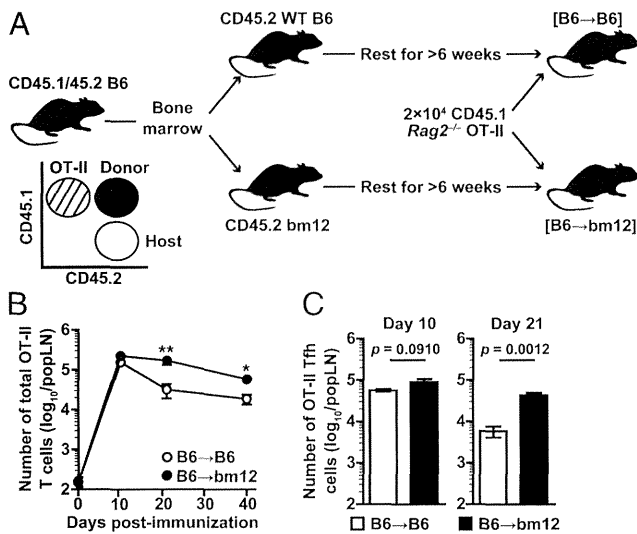 A
CD45.1/45.2 B6
Bone
marrow
CD45.2 WT B6
Rest for >6 weeks
[B6→B6]
2×10⁴ CD45.1
Rag2⁻/⁻ OT-II
CD45.2 bm12
Rest for >6 weeks
[B6→bm12]
OT-II Donor
Host
CD45.1
CD45.2
B
Number of total OT-II
T cells (log₁₀/popLN)
6
5
4
3
2
**
*
B6→B6
B6→bm12
0 10 20 30 40
Days post-immunization
C
Number of OT-II Tfh
cells (log₁₀/popLN)
Day 10
p = 0.0910
6
5
4
3
2
Day 21
p = 0.0012
6
5
4
3
2
B6→B6 B6→bm12